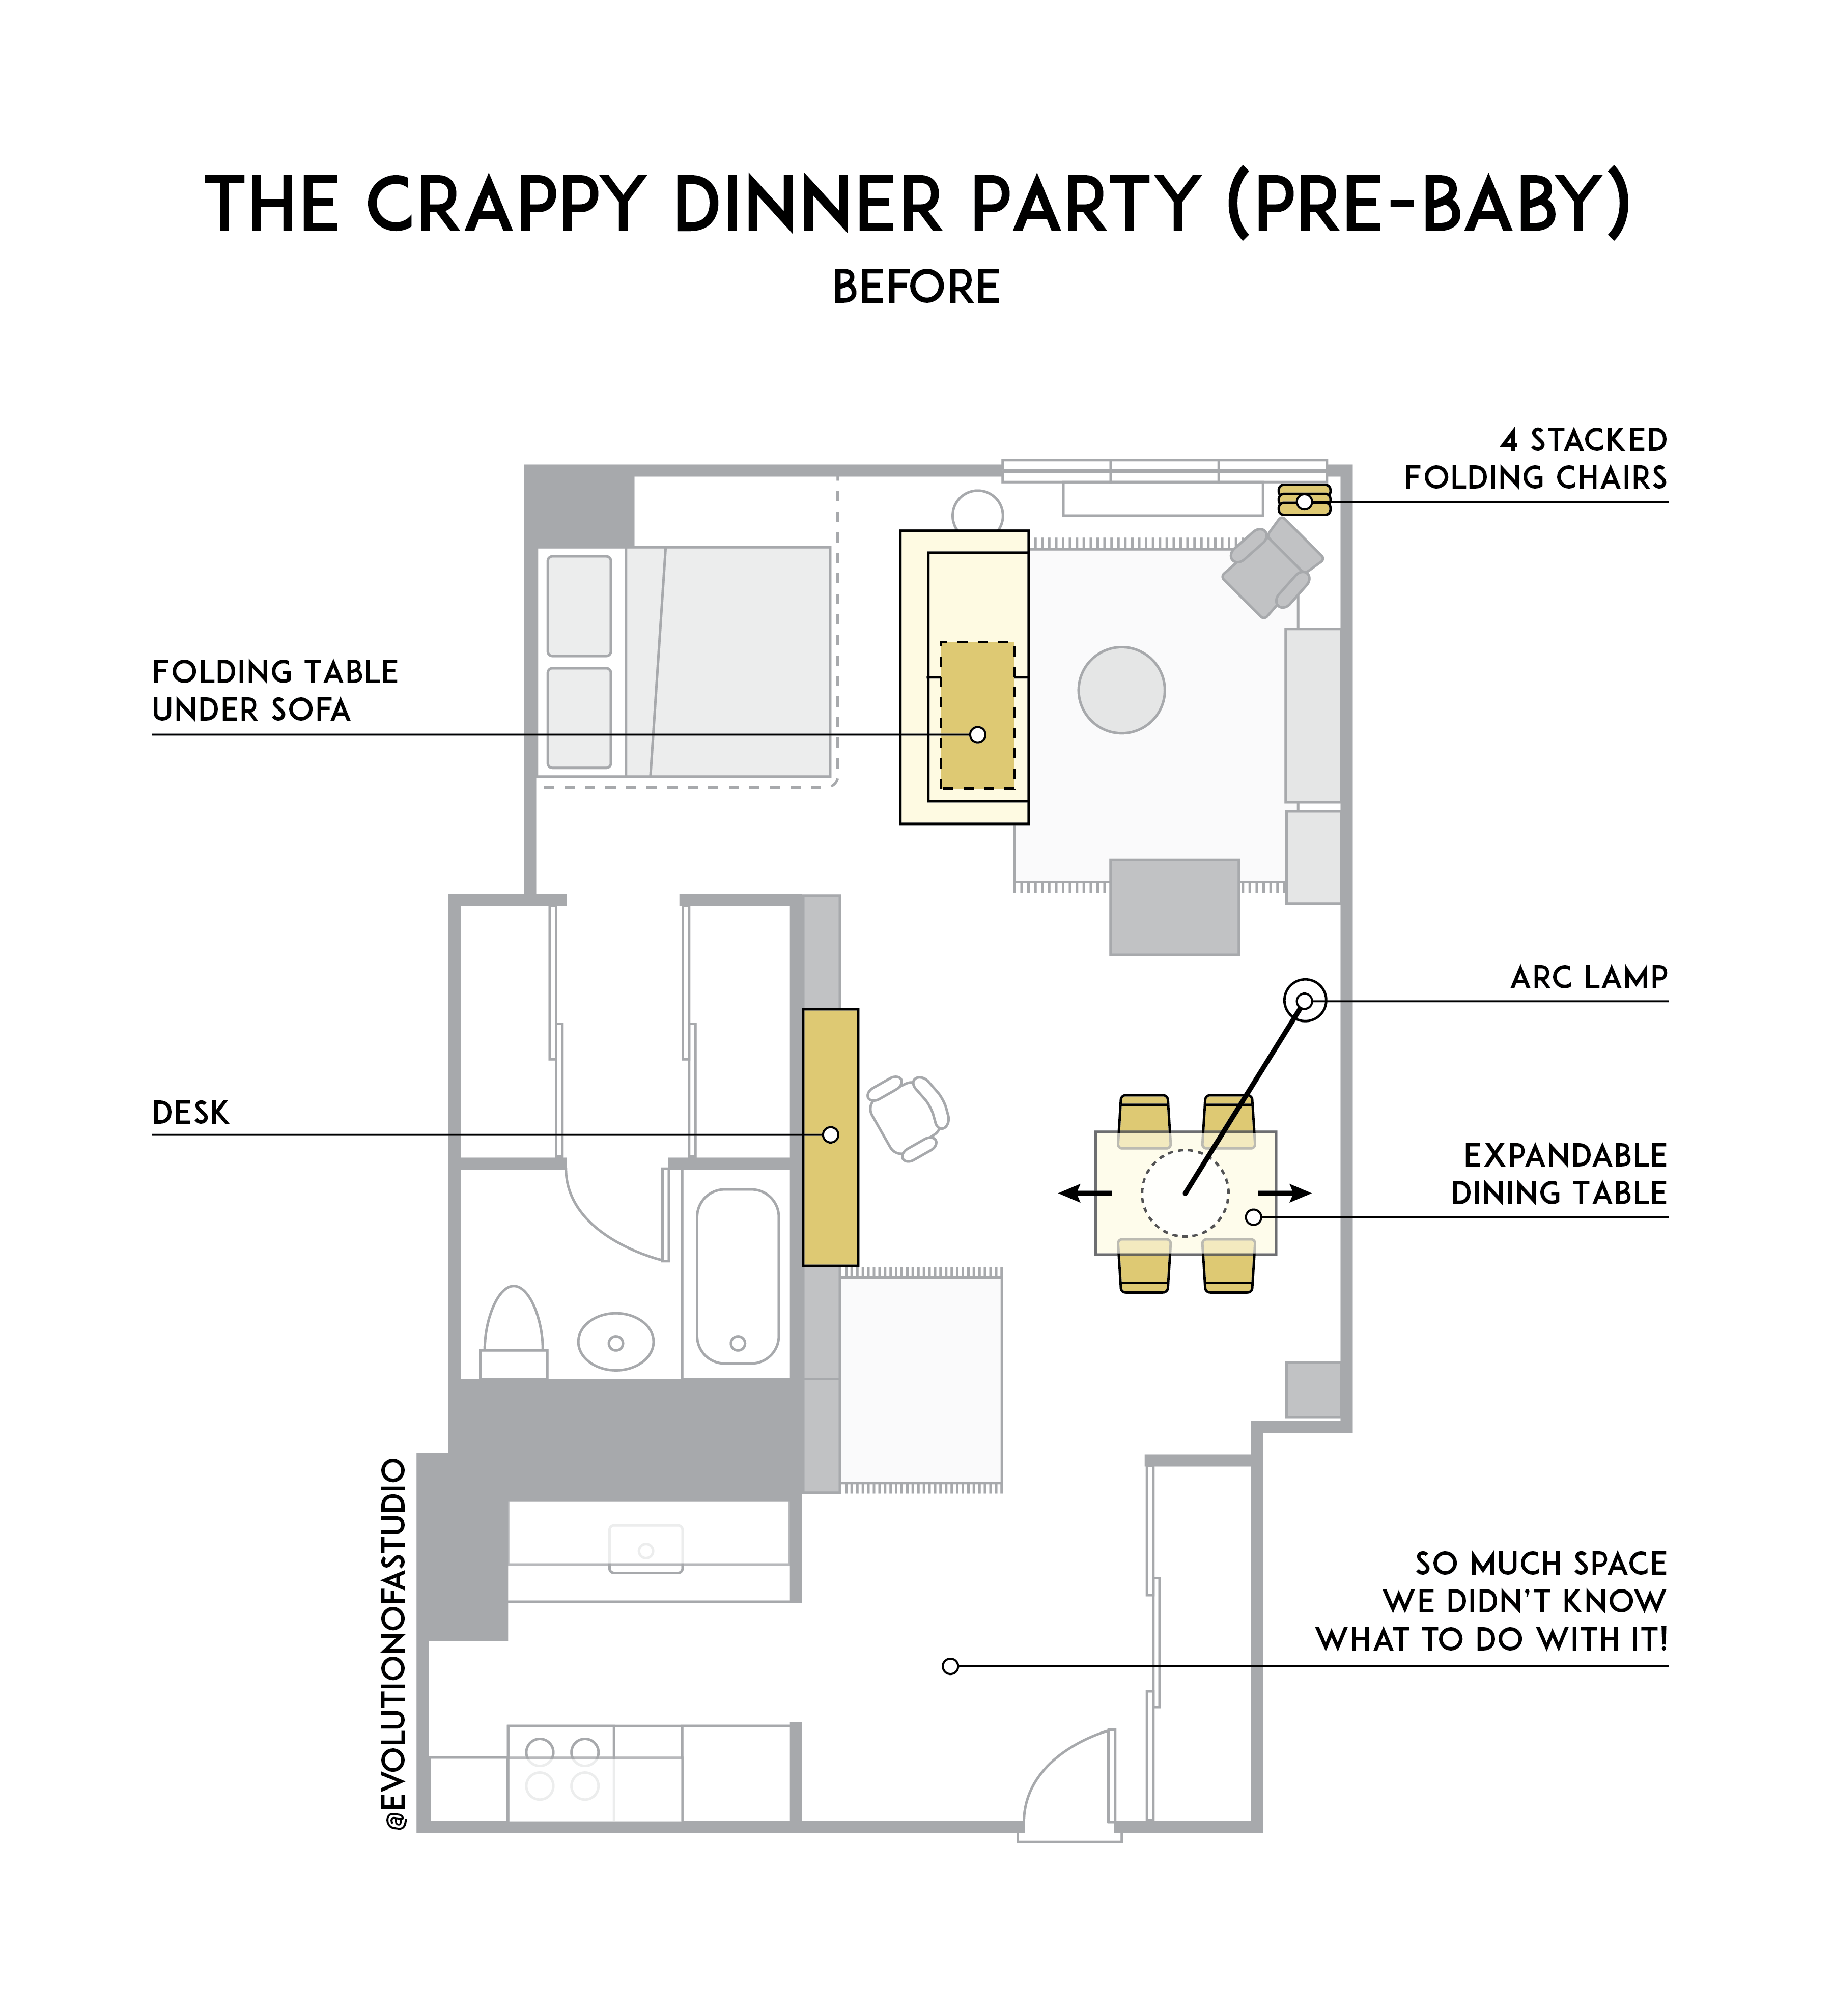 THE CRAPPY DINNER PARTY (PRE-BABY)
BEFORE
4 STACKED
FOLDING CHAIRS
FOLDING TABLE
UNDER SOFA
ARC LAMP
DESK
EXPANDABLE
DINING TABLE
SO MUCH SPACE
WE DIDN'T KNOW
WHAT TO DO WITH IT!
@EVOLUTIONOFASTUDIO